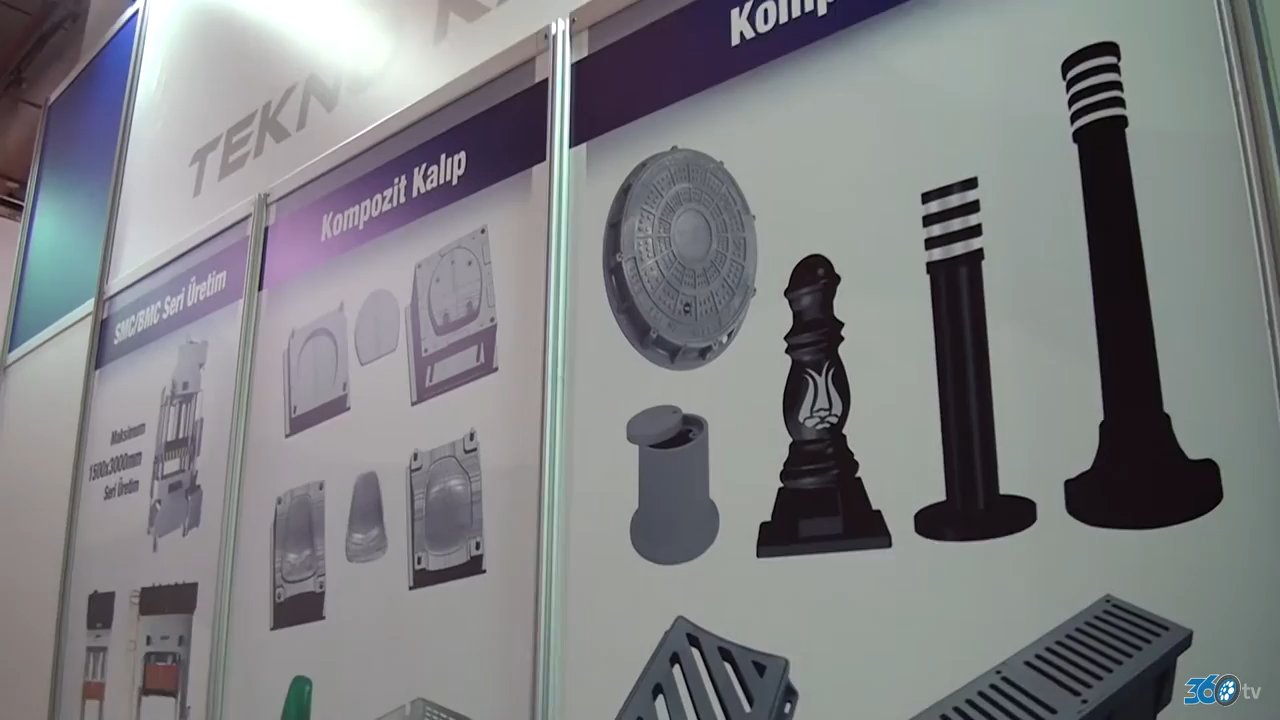 TEKN
Komp
Kompozit Kalıp
SMC/BMC Seri Üretim
Maksimum
1500x3000mm
Seri Üretim
360tv